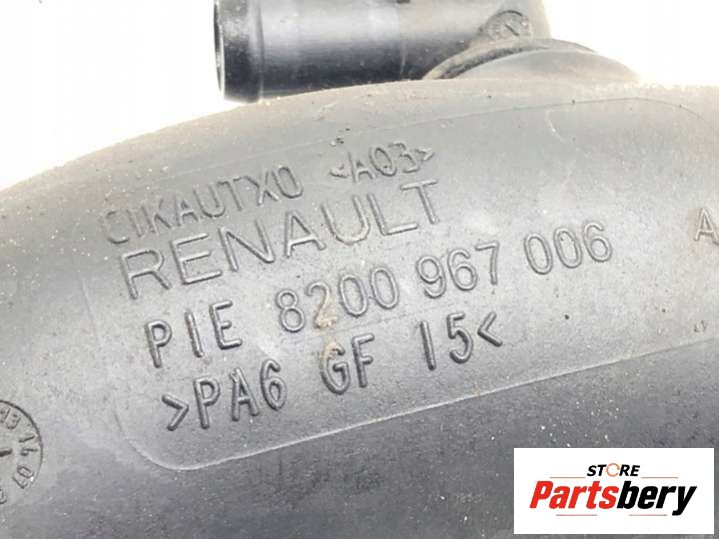 CIKAUTXO <A03>
RENAULT
PIE 8200 967 006
>PA6 GF 15<
A
STORE
Partsbery